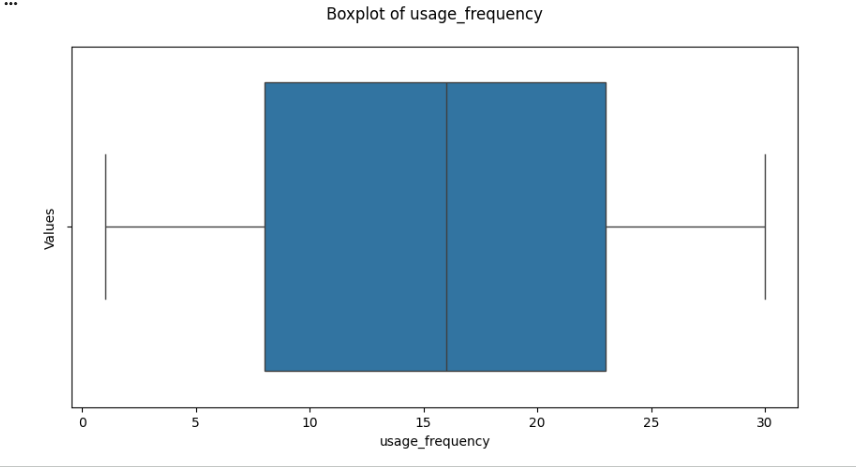 ...
Boxplot of usage_frequency
Values
0 5 10 15 20 25 30
usage_frequency